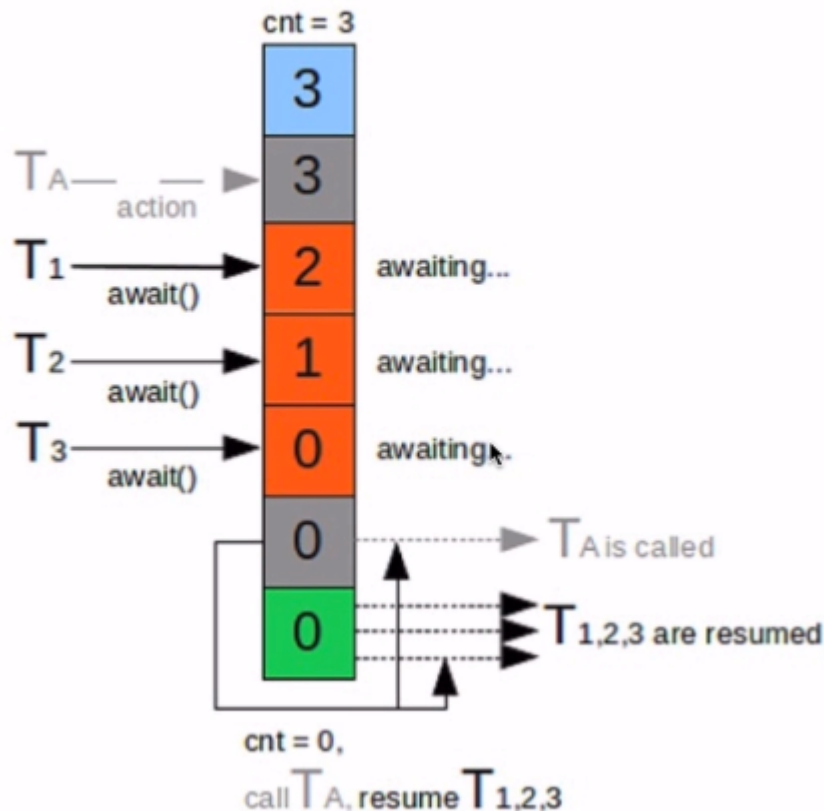 cnt = 3
3
TA
action
3
T1
await()
2
awaiting...
T2
await()
1
awaiting...
T3
await()
0
awaiting...
0
TA is called
0
T1,2,3 are resumed
cnt = 0,
call TA, resume T1,2,3